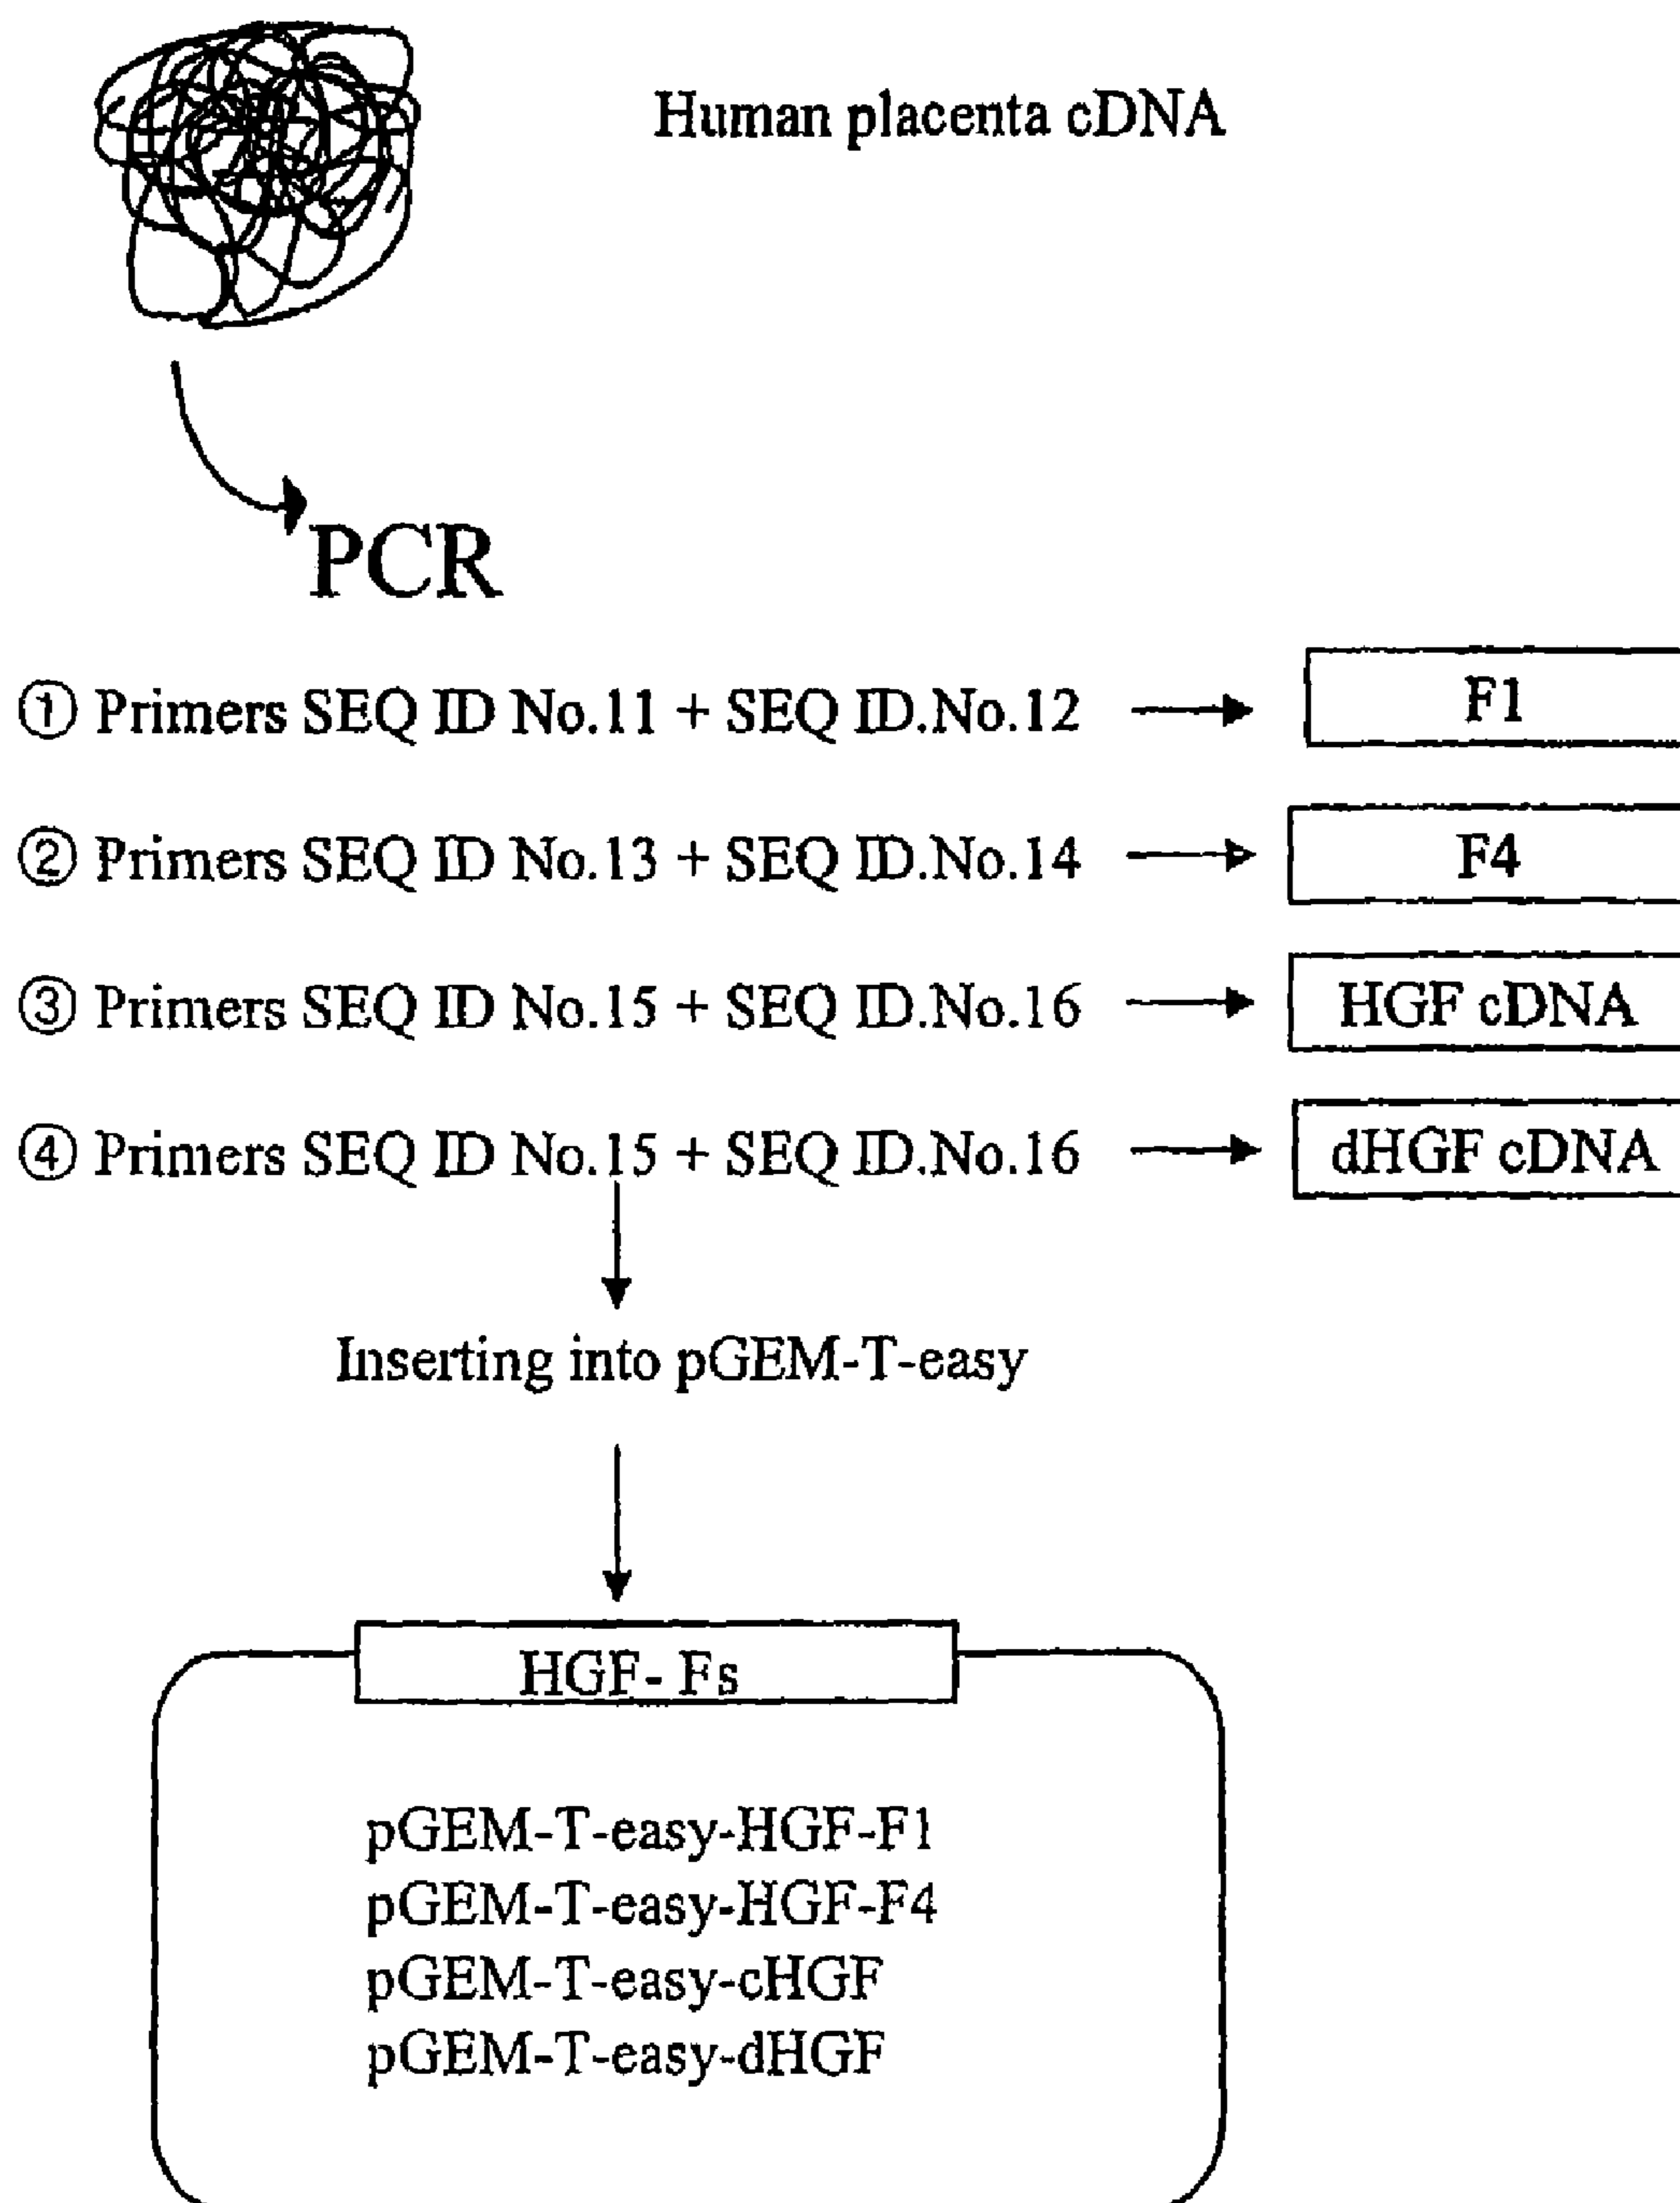 Human placenta cDNA
PCR
① Primers SEQ ID No.11 + SEQ ID.No.12 F1
② Primers SEQ ID No.13 + SEQ ID.No.14 F4
③ Primers SEQ ID No.15 + SEQ ID.No.16 HGF cDNA
④ Primers SEQ ID No.15 + SEQ ID.No.16 dHGF cDNA
Inserting into pGEM-T-easy
HGF- Fs
pGEM-T-easy-HGF-F1
pGEM-T-easy-HGF-F4
pGEM-T-easy-cHGF
pGEM-T-easy-dHGF